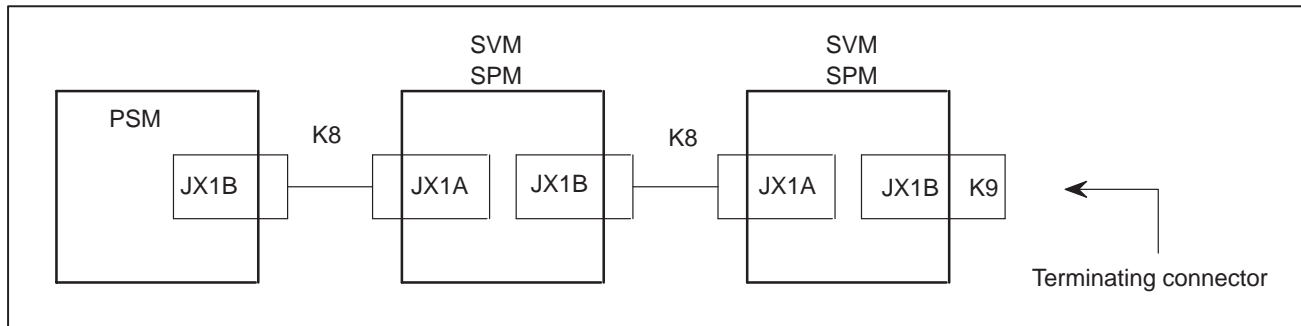 SVM
SPM
SVM
SPM
PSM
K8
K8
JX1B
JX1A
JX1B
JX1A
JX1B
K9
Terminating connector